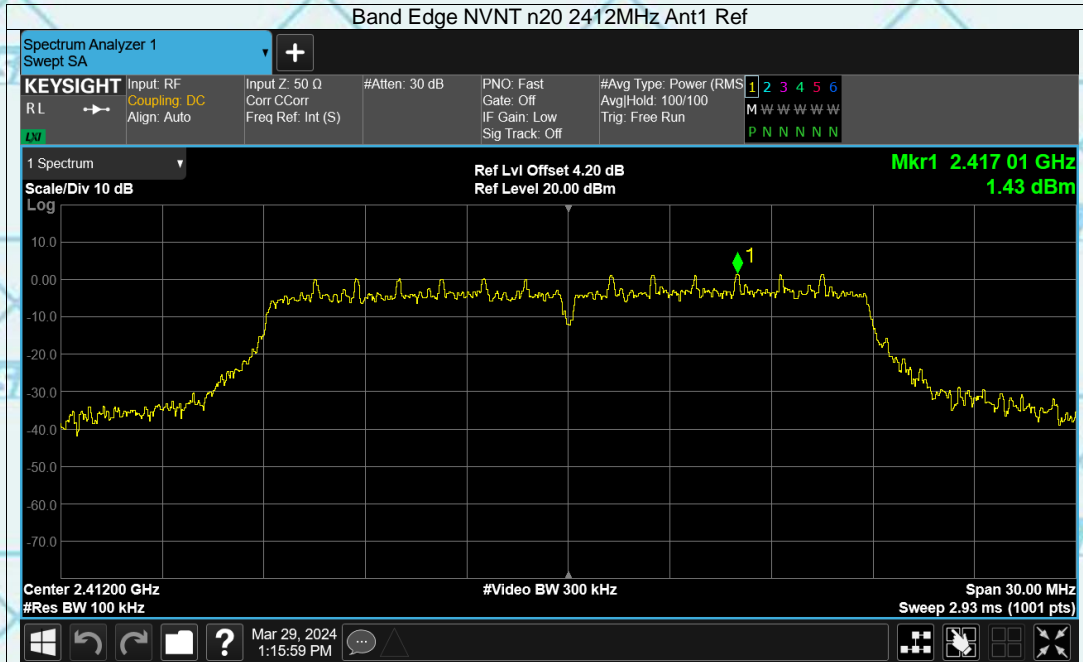 Band Edge NVNT n20 2412MHz Ant1 Ref
Spectrum Analyzer 1
Swept SA
+
KEYSIGHT
R L
LXI
Input: RF
Coupling: DC
Align: Auto
Input Z: 50 Ω
Corr CCorr
Freq Ref: Int (S)
#Atten: 30 dB
PNO: Fast
Gate: Off
IF Gain: Low
Sig Track: Off
#Avg Type: Power (RMS
Avg|Hold: 100/100
Trig: Free Run
1 2 3 4 5 6
M W W W W W
P N N N N N
1 Spectrum
Scale/Div 10 dB
Log
Ref Lvl Offset 4.20 dB
Ref Level 20.00 dBm
Mkr1 2.417 01 GHz
1.43 dBm
10.0
0.00
-10.0
-20.0
-30.0
-40.0
-50.0
-60.0
-70.0
1
Center 2.41200 GHz
#Res BW 100 kHz
#Video BW 300 kHz
Span 30.00 MHz
Sweep 2.93 ms (1001 pts)
?
Mar 29, 2024
1:15:59 PM